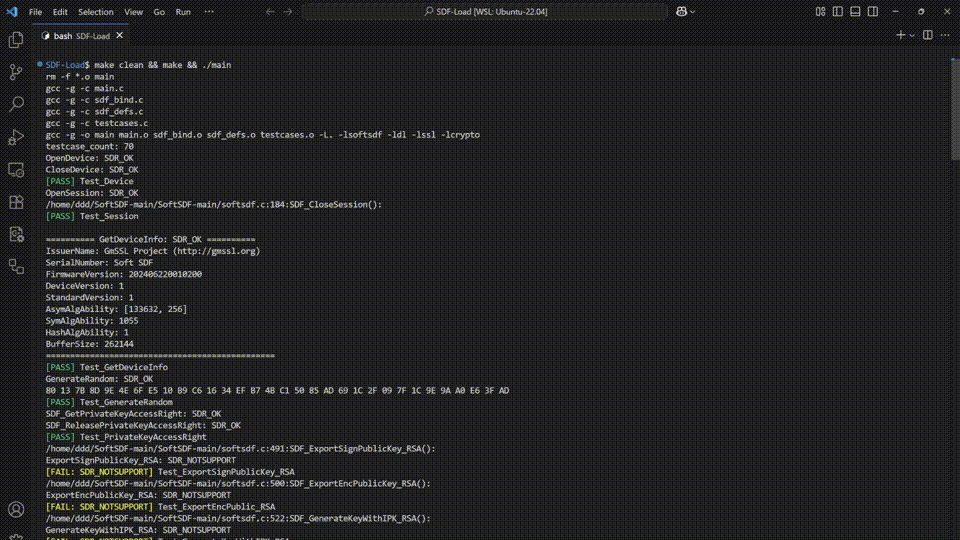 File Edit Selection View Go Run ··· SDF-Load [WSL: Ubuntu-22.04]
bash SDF-Load
SDF-Load$ make clean && make && ./main
rm -f *.o main
gcc -g -c main.c
gcc -g -c sdf_bind.c
gcc -g -c sdf_defs.c
gcc -g -c testcases.c
gcc -g -o main main.o sdf_bind.o sdf_defs.o testcases.o -L. -lsoftsdf -ldl -lssl -lcrypto
testcase_count: 70
OpenDevice: SDR_OK
CloseDevice: SDR_OK
[PASS] Test_Device
OpenSession: SDR_OK
/home/ddd/SoftSDF-main/SoftSDF-main/softsdf.c:184:SDF_CloseSession():
[PASS] Test_Session
========== GetDeviceInfo: SDR_OK ==========
IssuerName: GmSSL Project (http://gmssl.org)
SerialNumber: Soft SDF
FirmwareVersion: 202406220010200
DeviceVersion: 1
StandardVersion: 1
AsymAlgAbility: [133632, 256]
SymAlgAbility: 1055
HashAlgAbility: 1
BufferSize: 262144
===============================================
[PASS] Test_GetDeviceInfo
GenerateRandom: SDR_OK
80 13 7B 8D 9E 4E 6F E5 10 B9 C6 16 34 EF B7 4B C1 50 85 AD 69 1C 2F 09 7F 1C 9E 9A A0 E6 3F AD
[PASS] Test_GenerateRandom
SDF_GetPrivateKeyAccessRight: SDR_OK
SDF_ReleasePrivateKeyAccessRight: SDR_OK
[PASS] Test_PrivateKeyAccessRight
/home/ddd/SoftSDF-main/SoftSDF-main/softsdf.c:491:SDF_ExportSignPublicKey_RSA():
ExportSignPublicKey_RSA: SDR_NOTSUPPORT
[FAIL: SDR_NOTSUPPORT] Test_ExportSignPublicKey_RSA
/home/ddd/SoftSDF-main/SoftSDF-main/softsdf.c:500:SDF_ExportEncPublicKey_RSA():
ExportEncPublicKey_RSA: SDR_NOTSUPPORT
[FAIL: SDR_NOTSUPPORT] Test_ExportEncPublic_RSA
/home/ddd/SoftSDF-main/SoftSDF-main/softsdf.c:522:SDF_GenerateKeyWithIPK_RSA():
GenerateKeyWithIPK_RSA: SDR_NOTSUPPORT